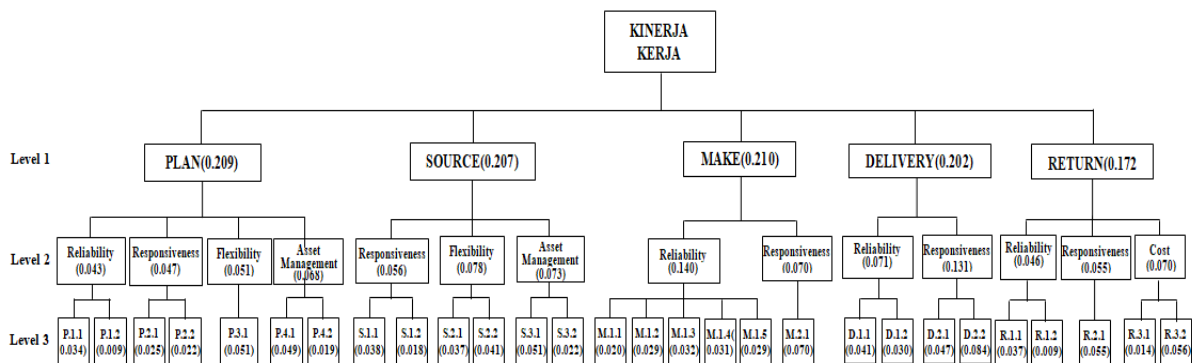 KINERJA
KERJA
Level 1
PLAN(0.209)
SOURCE(0.207)
MAKE(0.210)
DELIVERY(0.202)
RETURN(0.172
Level 2
Reliability
(0.043)
Responsiveness
(0.047)
Flexibility
(0.051)
Asset
Management
(0.068)
Responsiveness
(0.056)
Flexibility
(0.078)
Asset
Management
(0.073)
Reliability
(0.140)
Responsiveness
(0.070)
Reliability
(0.071)
Responsiveness
(0.131)
Reliability
(0.046)
Responsiveness
(0.055)
Cost
(0.070)
Level 3
P.1.1
(0.034)
P.1.2
(0.009)
P.2.1
(0.025)
P.2.2
(0.022)
P.3.1
(0.051)
P.4.1
(0.049)
P.4.2
(0.019)
S.1.1
(0.038)
S.1.2
(0.018)
S.2.1
(0.037)
S.2.2
(0.041)
S.3.1
(0.051)
S.3.2
(0.022)
M.1.1
(0.020)
M.1.2
(0.029)
M.1.3
(0.032)
M.1.4(
0.031)
M.1.5
(0.029)
M.2.1
(0.070)
D.1.1
(0.041)
D.1.2
(0.030)
D.2.1
(0.047)
D.2.2
(0.084)
R.1.1
(0.037)
R.1.2
(0.009)
R.2.1
(0.055)
R.3.1
(0.014)
R.3.2
(0.056)